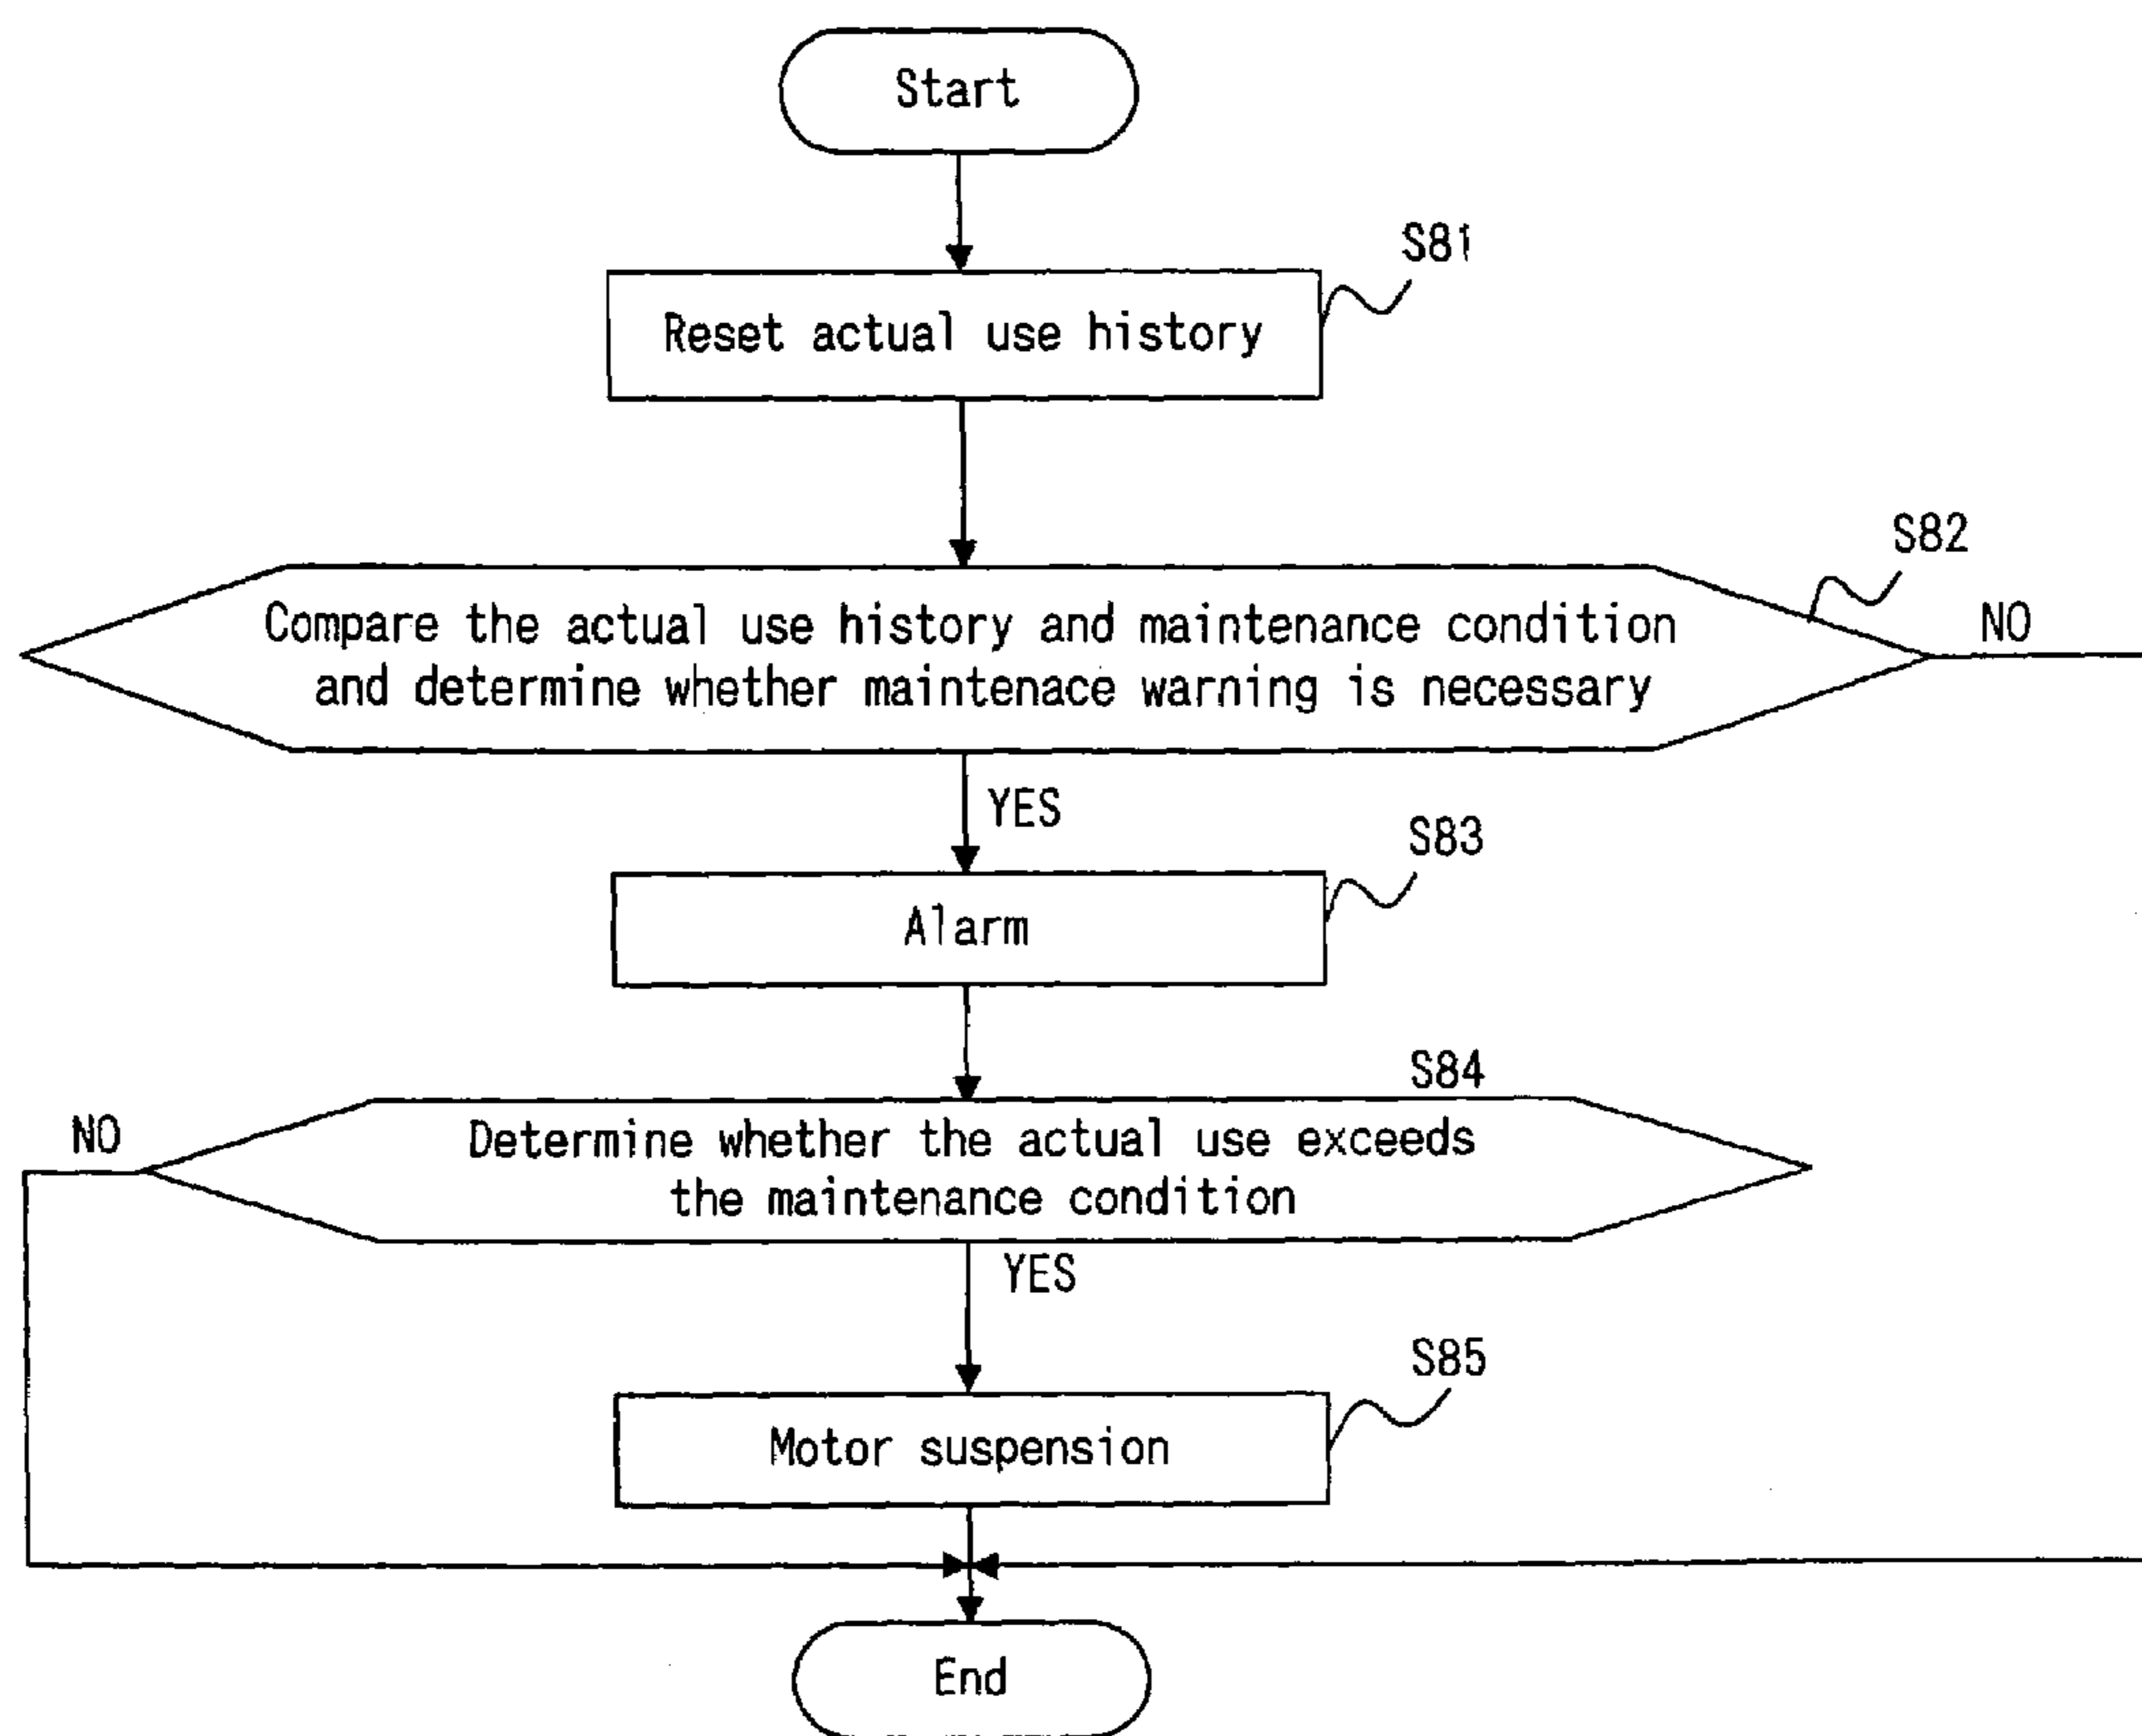 Start
S81
Reset actual use history
S82
Compare the actual use history and maintenance condition
and determine whether maintenace warning is necessary
NO
YES
S83
Alarm
S84
NO
Determine whether the actual use exceeds
the maintenance condition
YES
S85
Motor suspension
End